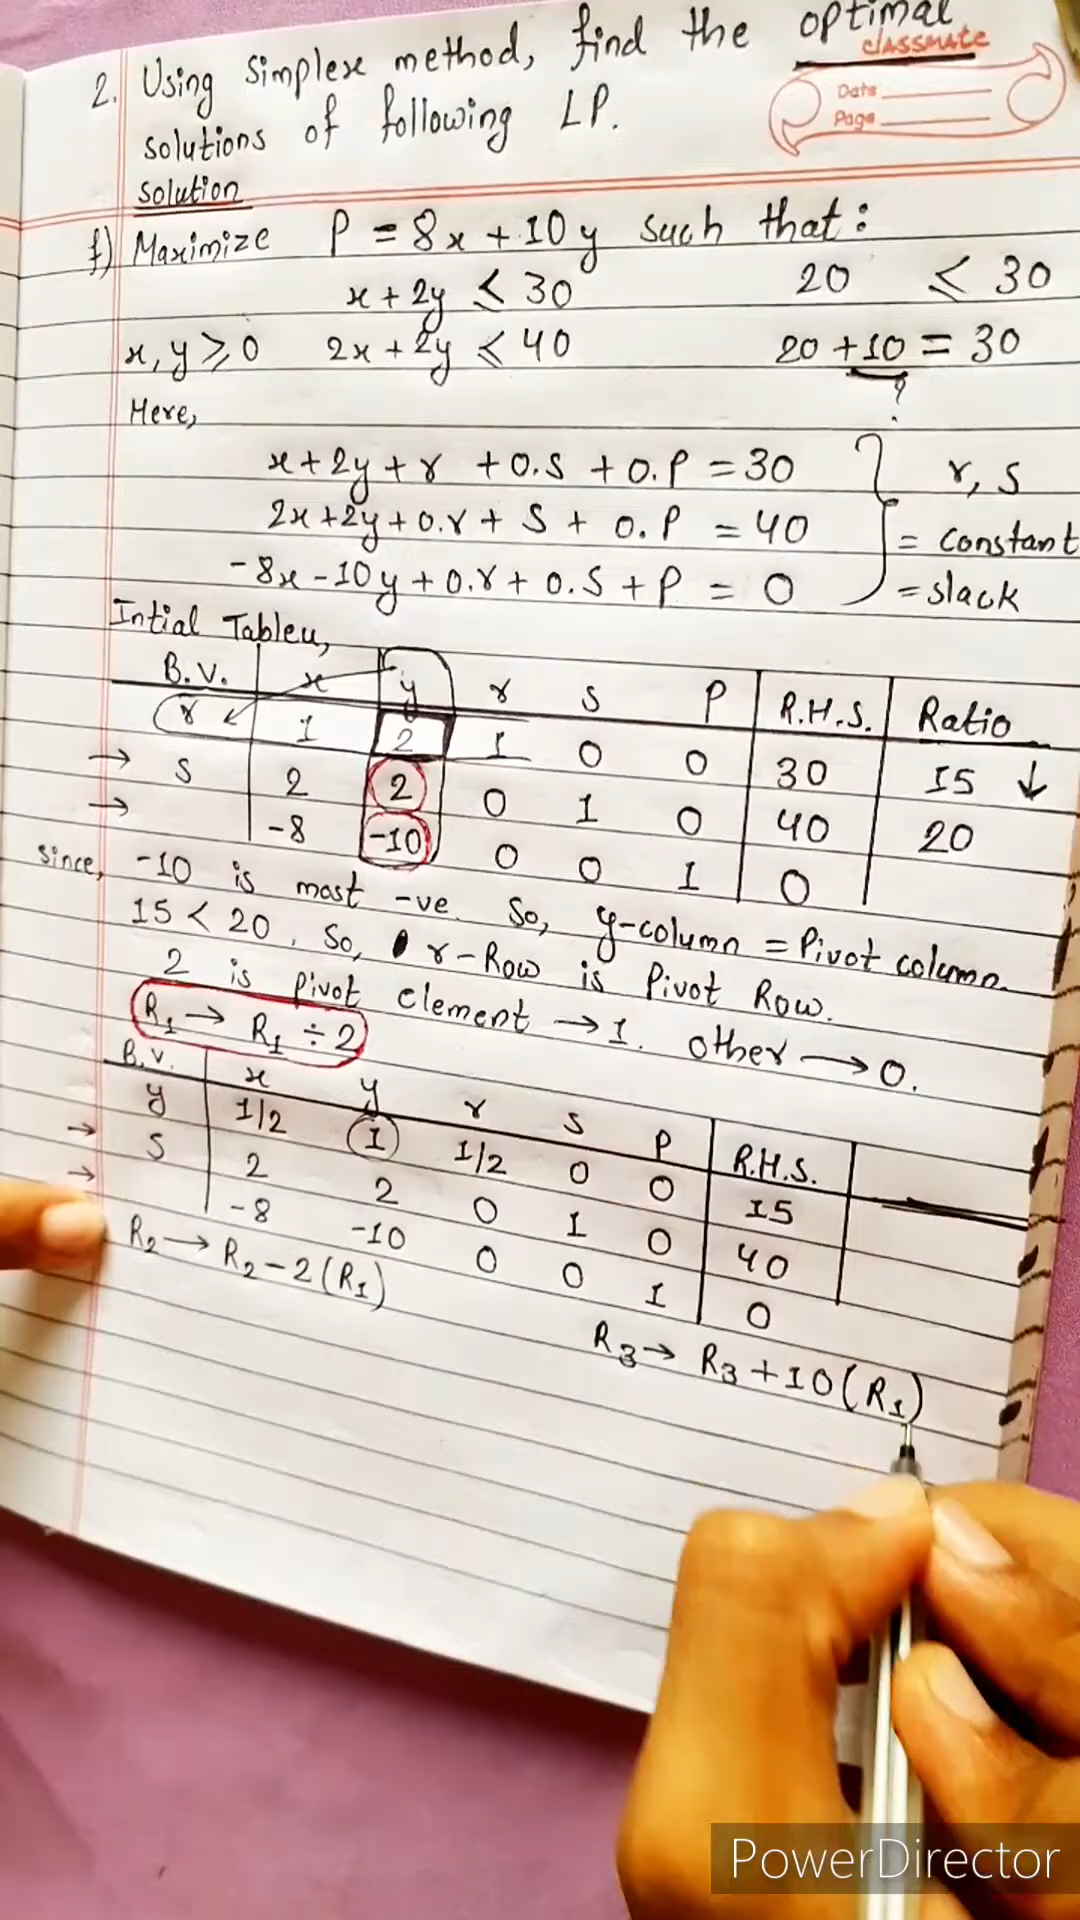 2. Using Simplex method, find the optimal
classmate
Date
Page
solutions of following LP.
solution
f) Maximize P = 8x + 10y such that :
x + 2y ≤ 30 20 ≤ 30
x, y ≥ 0 2x + 2y ≤ 40 20 + 10 = 30
?
Here,
x + 2y + r + 0.S + 0.P = 30 r, s
2x + 2y + 0.r + S + 0.P = 40 = constant
-8x - 10y + 0.r + 0.S + P = 0 = slack
Intial Tableu,
B.V. x y r s P R.H.S. Ratio
r 1 2 1 0 0 30 15 ↓
→ S 2 2 0 1 0 40 20
→ -8 -10 0 0 1 0
Since, -10 is most -ve. So, y-column = Pivot column.
15 < 20. So, r-Row is Pivot Row.
2 is pivot element → 1. other → 0.
R1 → R1 ÷ 2
B.V. x y r s P R.H.S.
y 1/2 1 1/2 0 0 15
→ S 2 2 0 1 0 40
→ -8 -10 0 0 1 0
R2 → R2 - 2(R1)
R3 → R3 + 10(R1)
PowerDirector